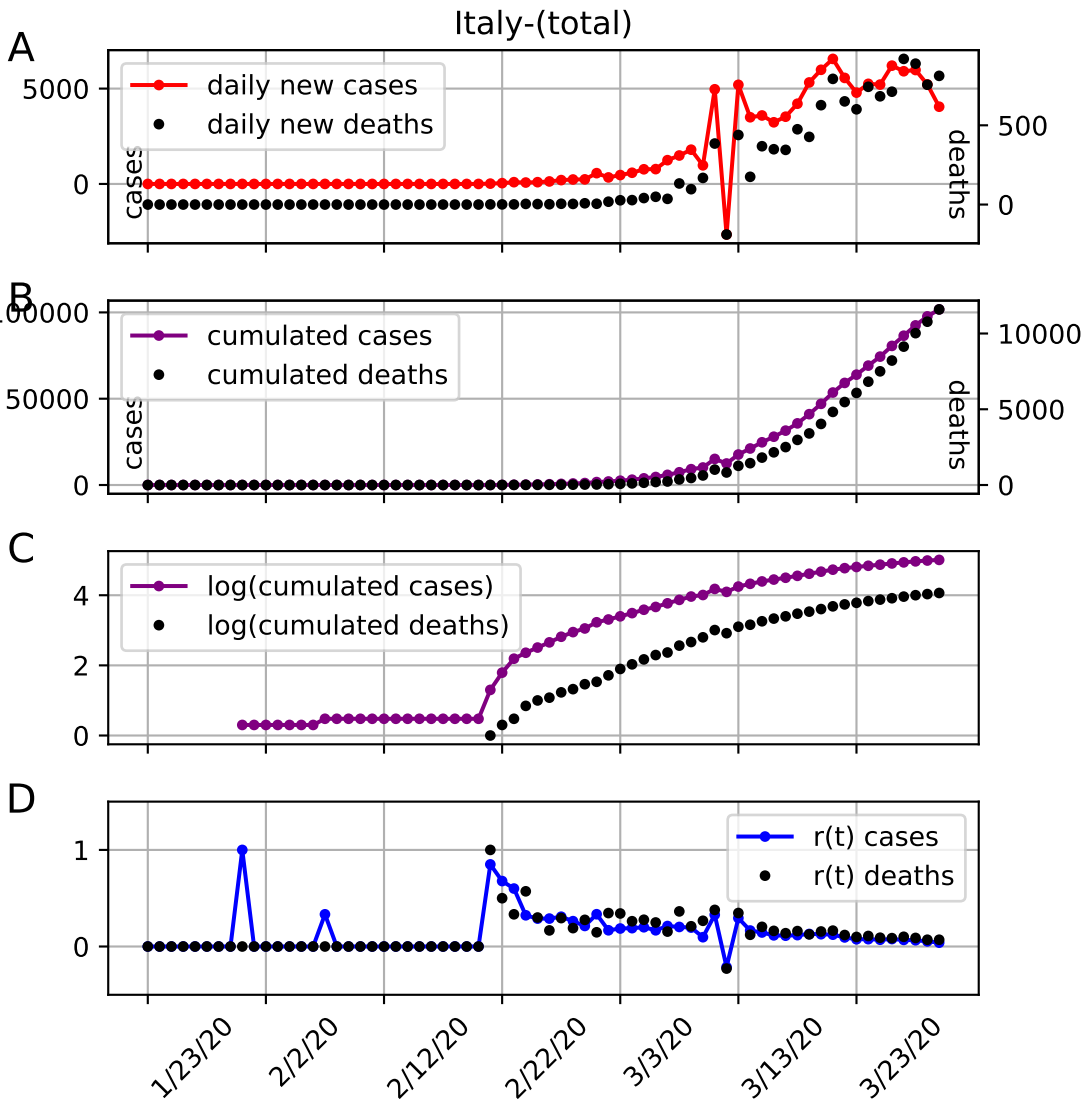 Italy-(total)
A
daily new cases
daily new deaths
5000
0
cases
500
0
deaths
B
cumulated cases
cumulated deaths
100000
50000
0
cases
10000
5000
0
deaths
C
log(cumulated cases)
log(cumulated deaths)
4
2
0
D
r(t) cases
r(t) deaths
1
0
1/23/20
2/2/20
2/12/20
2/22/20
3/3/20
3/13/20
3/23/20